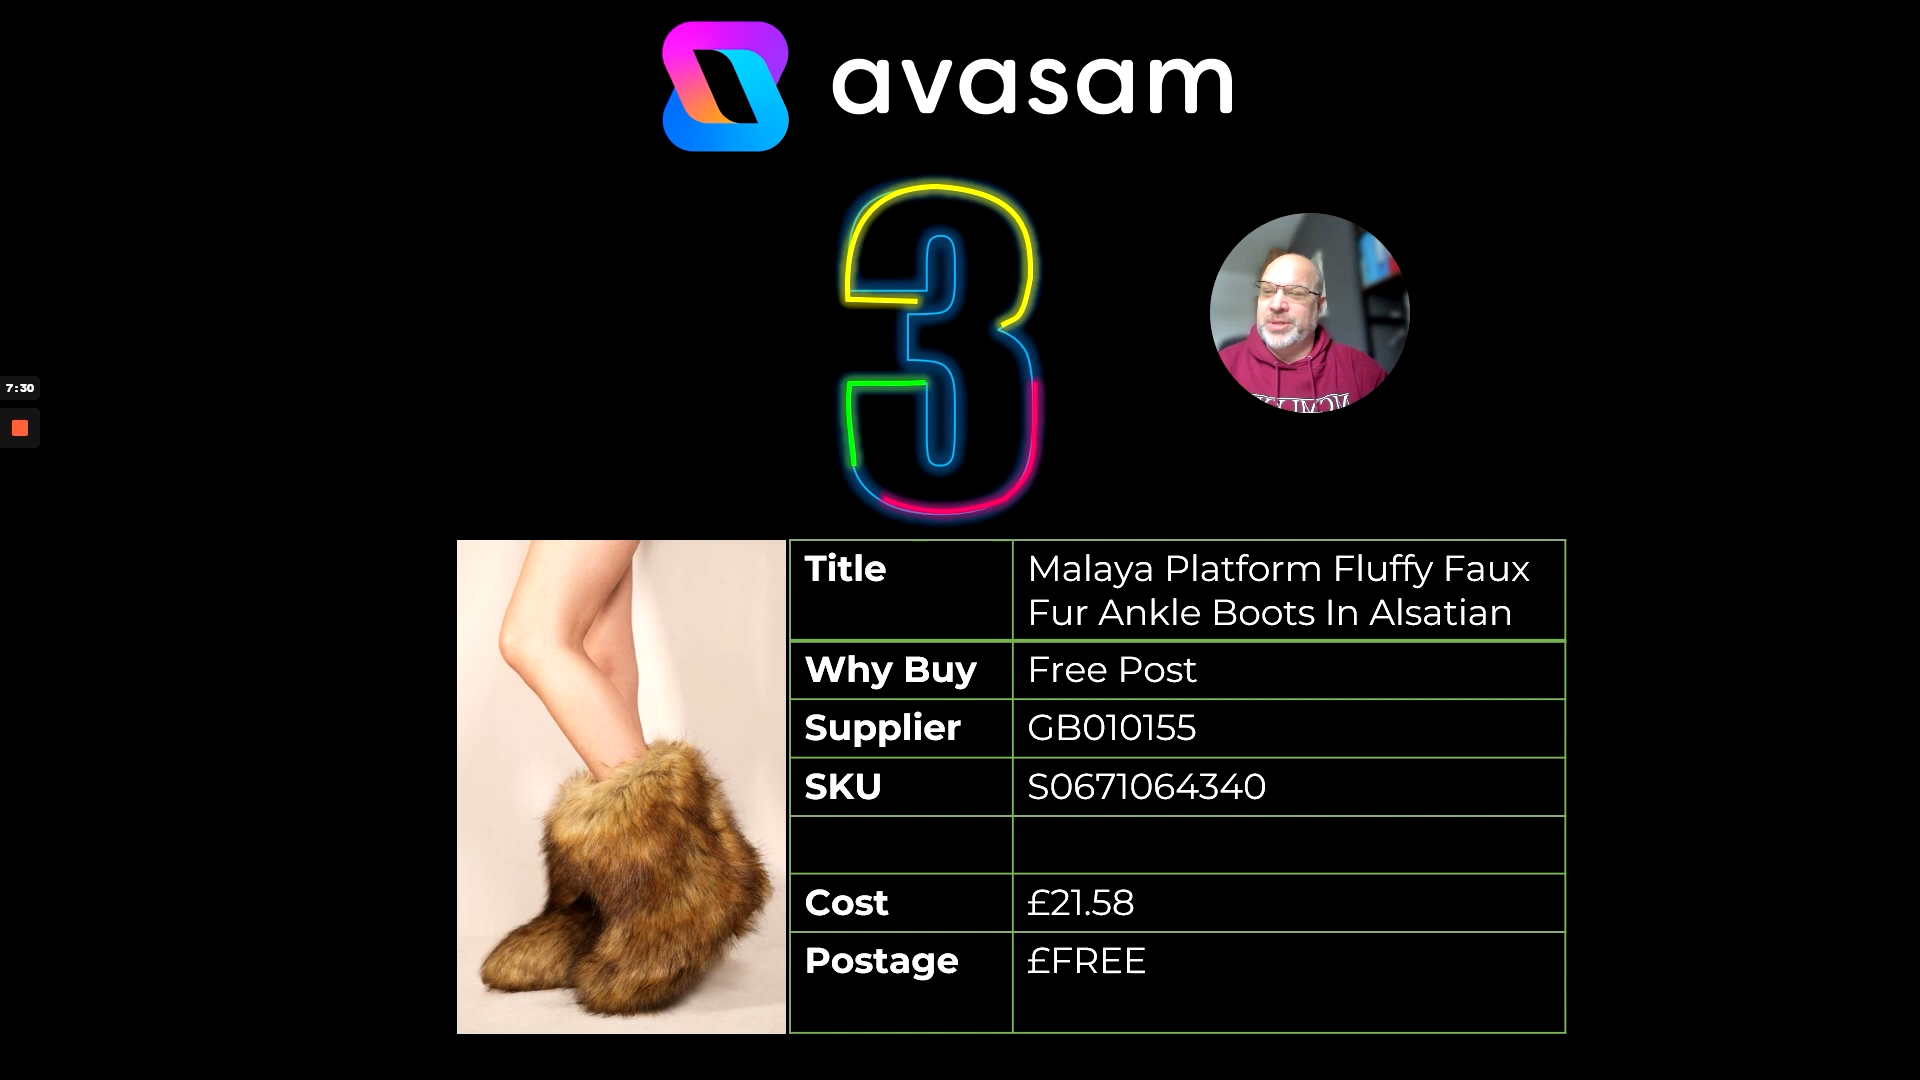 avasam
3
7:30
Title
Malaya Platform Fluffy Faux
Fur Ankle Boots In Alsatian
Why Buy
Free Post
Supplier
GB010155
SKU
S0671064340
Cost
£21.58
Postage
£FREE